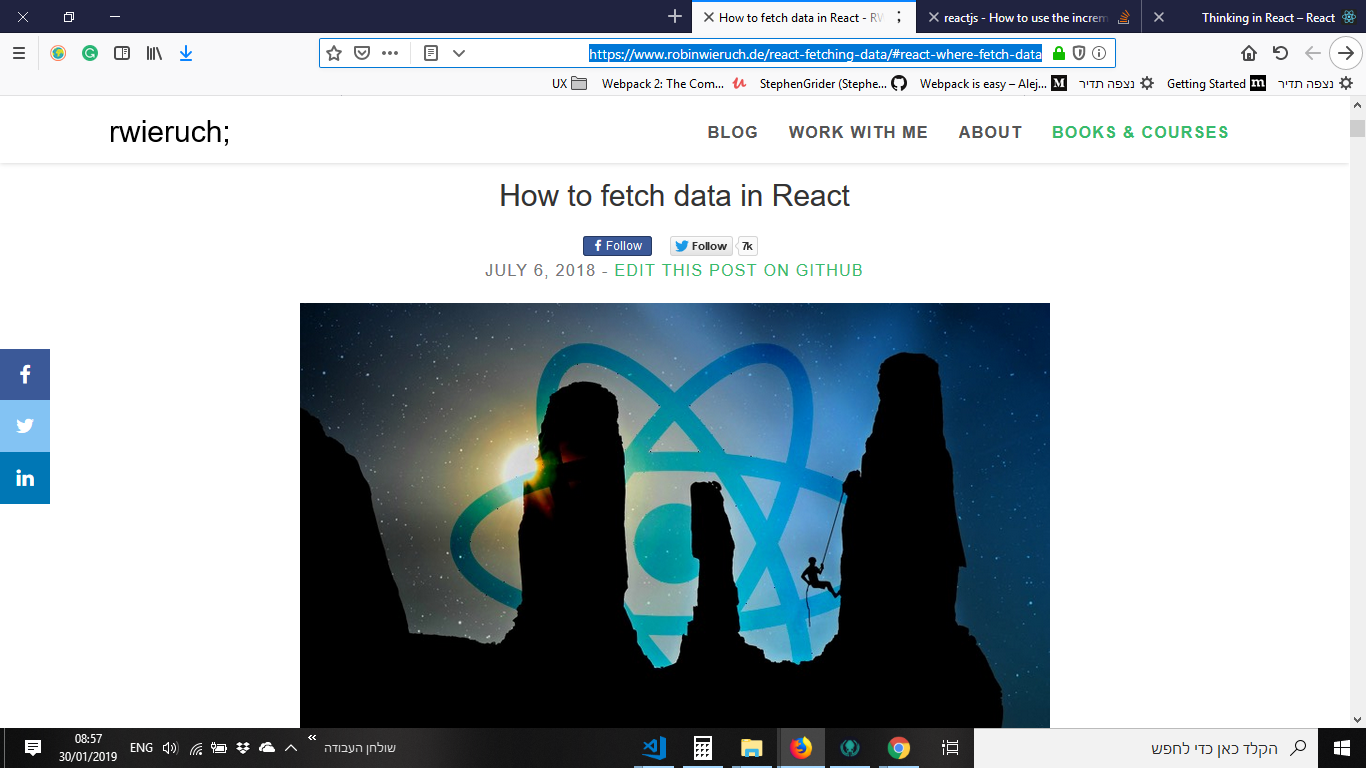 How to fetch data in React - RW
reactjs - How to use the increm
Thinking in React – React
https://www.robinwieruch.de/react-fetching-data/#react-where-fetch-data
UX
Webpack 2: The Com...
StephenGrider (Stephe...
Webpack is easy – Alej...
נצפה תדיר
Getting Started
נצפה תדיר
rwieruch;
BLOG
WORK WITH ME
ABOUT
BOOKS & COURSES
How to fetch data in React
Follow
Follow
7k
JULY 6, 2018 - EDIT THIS POST ON GITHUB
08:57
30/01/2019
ENG
שולחן העבודה
הקלד כאן כדי לחפש